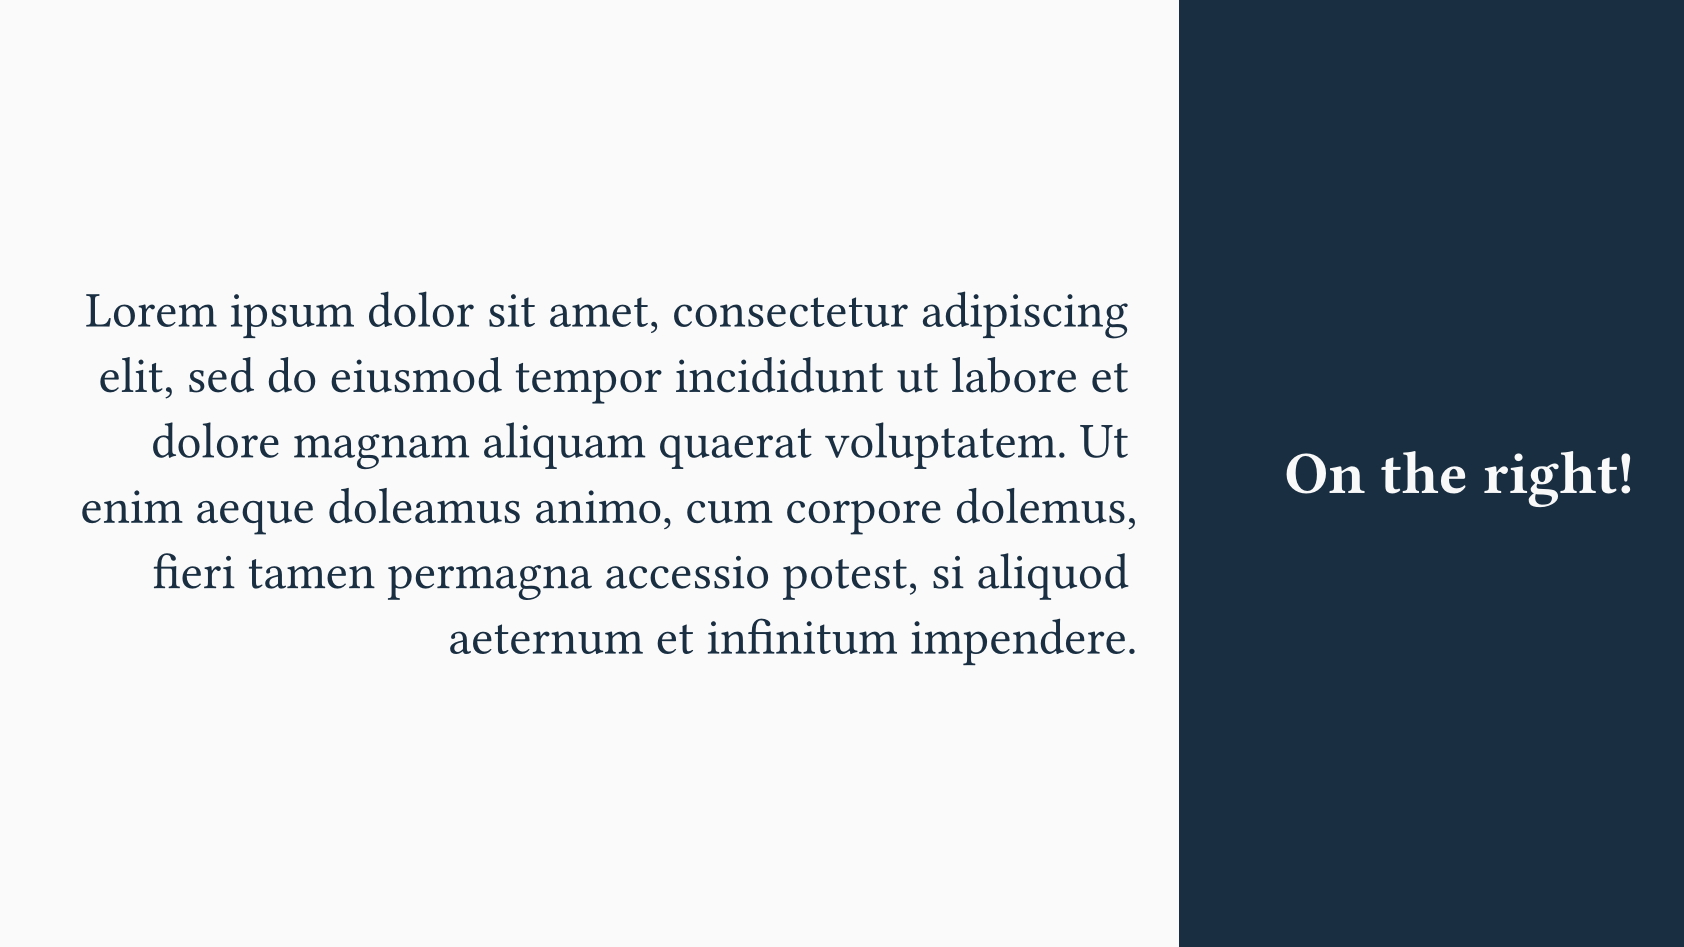 Lorem ipsum dolor sit amet, consectetur adipiscing
elit, sed do eiusmod tempor incididunt ut labore et
dolore magnam aliquam quaerat voluptatem. Ut
enim aeque doleamus animo, cum corpore dolemus,
fieri tamen permagna accessio potest, si aliquod
aeternum et infinitum impendere.
On the right!